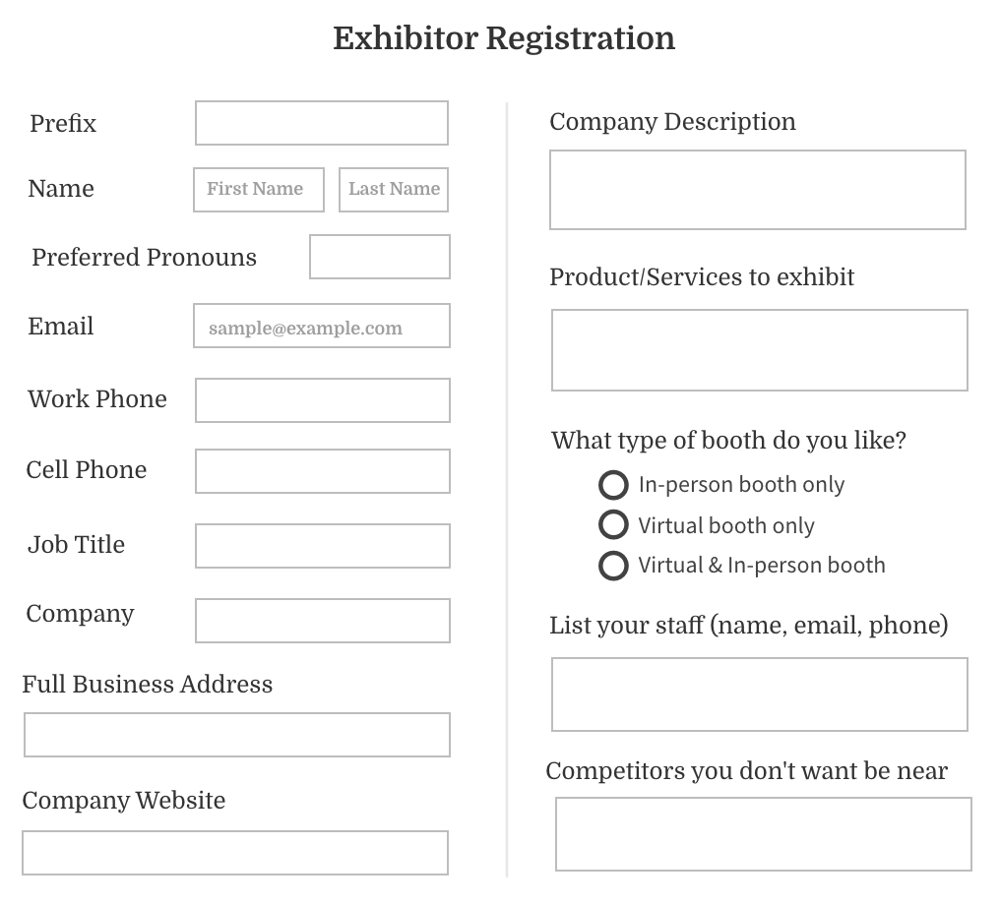 Exhibitor Registration
Prefix
Name
First Name
Last Name
Preferred Pronouns
Email
sample@example.com
Work Phone
Cell Phone
Job Title
Company
Full Business Address
Company Website
Company Description
Product/Services to exhibit
What type of booth do you like?
In-person booth only
Virtual booth only
Virtual & In-person booth
List your staff (name, email, phone)
Competitors you don't want be near